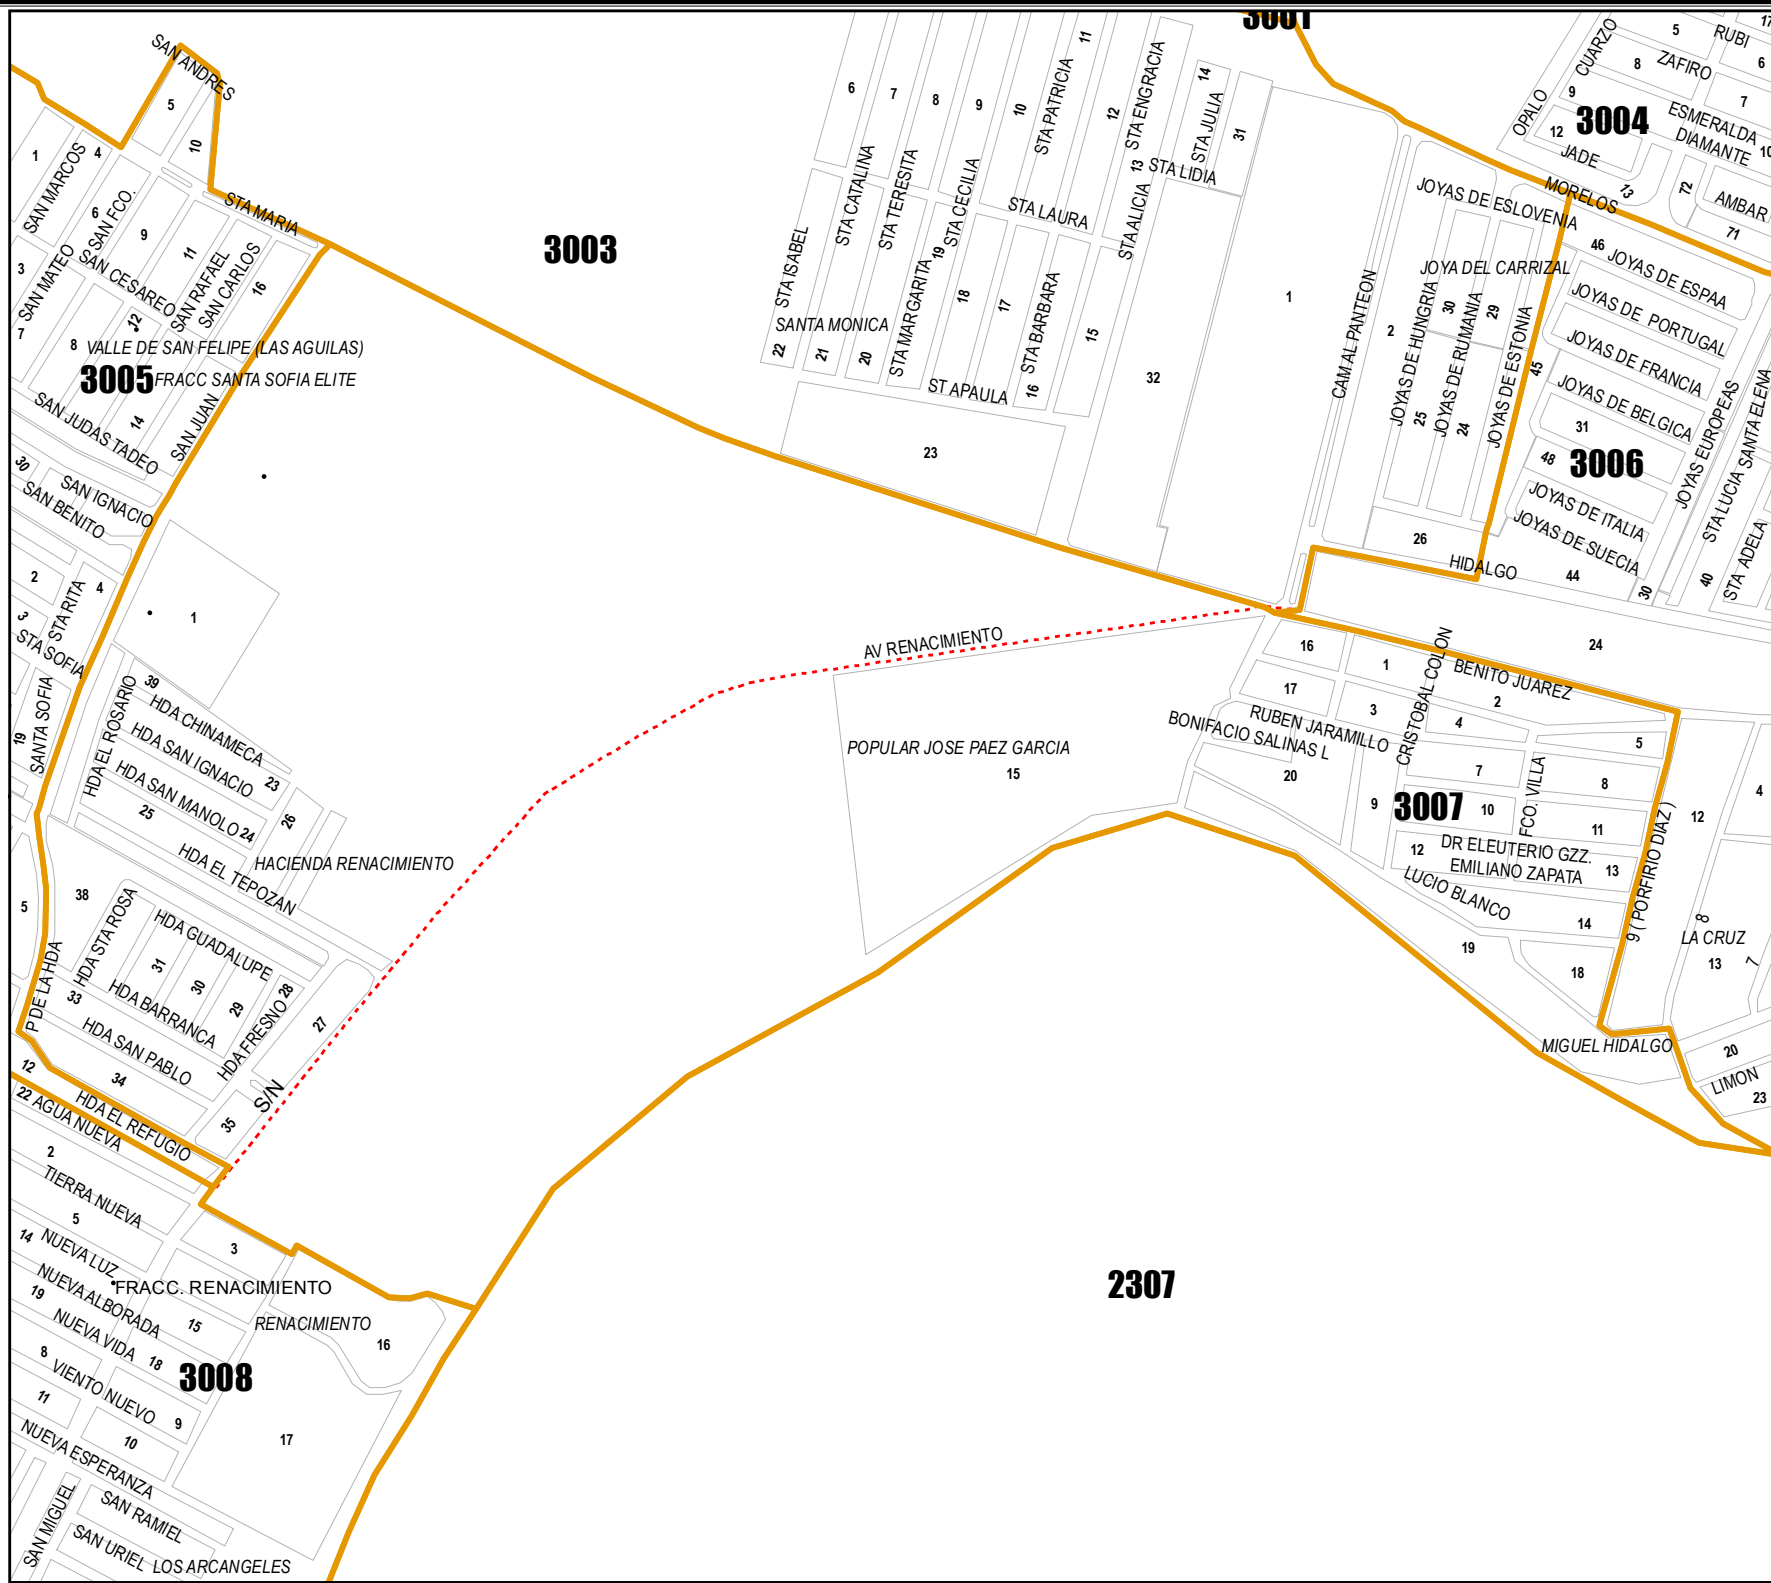 3001
SAN ANDRES
5
10
1
SAN MARCOS
4
6
SAN FCO.
9
11
STA MARIA
3
SAN MATEO
7
SAN CESAREO
12
SAN RAFAEL
SAN CARLOS
16
8
VALLE DE SAN FELIPE (LAS AGUILAS)
3005
FRACC SANTA SOFIA ELITE
14
SAN JUAN
SAN JUDAS TADEO
30
SAN IGNACIO
SAN BENITO
2
4
3
STA RITA
STA SOFIA
1
19
SANTA SOFIA
3003
6
7
8
9
10
11
12
13
14
31
STA PATRICIA
STA ENGRACIA
STA JULIA
STA LIDIA
STA CATALINA
STA TERESITA
STA CECILIA
STA LAURA
STA ALICIA
STA ISABEL
STA MARGARITA
19
18
17
STA BARBARA
15
SANTA MONICA
22
21
20
16
ST APAULA
23
32
1
CAM AL PANTEON
2
OPALO
CUARZO
5
RUBI
17
8
ZAFIRO
6
9
7
3004
ESMERALDA
DIAMANTE
10
12
JADE
13
72
AMBAR
71
MORELOS
JOYAS DE ESLOVENIA
JOYA DEL CARRIZAL
JOYAS DE HUNGRIA
30
JOYAS DE RUMANIA
29
JOYAS DE ESTONIA
25
24
26
45
46
JOYAS DE ESPAA
JOYAS DE PORTUGAL
JOYAS DE FRANCIA
JOYAS DE BELGICA
31
48
3006
JOYAS DE ITALIA
JOYAS DE SUECIA
JOYAS EUROPEAS
STA LUCIA SANTA ELENA
STA ADELA
40
30
44
HIDALGO
24
AV RENACIMIENTO
POPULAR JOSE PAEZ GARCIA
15
16
1
CRISTOBAL COLON
BENITO JUAREZ
2
17
3
4
RUBEN JARAMILLO
BONIFACIO SALINAS L
5
20
7
8
FCO. VILLA
9
3007
10
11
12
DR ELEUTERIO GZZ.
EMILIANO ZAPATA
13
LUCIO BLANCO
14
19
18
9 ( PORFIRIO DIAZ )
12
4
8
LA CRUZ
13
7
MIGUEL HIDALGO
20
LIMON
23
39
HDA EL ROSARIO
HDA CHINAMECA
HDA SAN IGNACIO
23
HDA SAN MANOLO
24
25
26
HACIENDA RENACIMIENTO
HDA EL TEPOZAN
5
38
HDA STA ROSA
HDA GUADALUPE
31
30
29
28
27
P DE LA HDA
33
HDA BARRANCA
HDA FRESNO
HDA SAN PABLO
12
34
35
S/N
HDA EL REFUGIO
22
AGUA NUEVA
2
TIERRA NUEVA
5
3
14
NUEVA LUZ
FRACC. RENACIMIENTO
NUEVA ALBORADA
19
15
RENACIMIENTO
16
NUEVA VIDA
18
3008
8
VIENTO NUEVO
9
11
10
17
NUEVA ESPERANZA
SAN MIGUEL
SAN RAMIEL
SAN URIEL
LOS ARCANGELES
2307